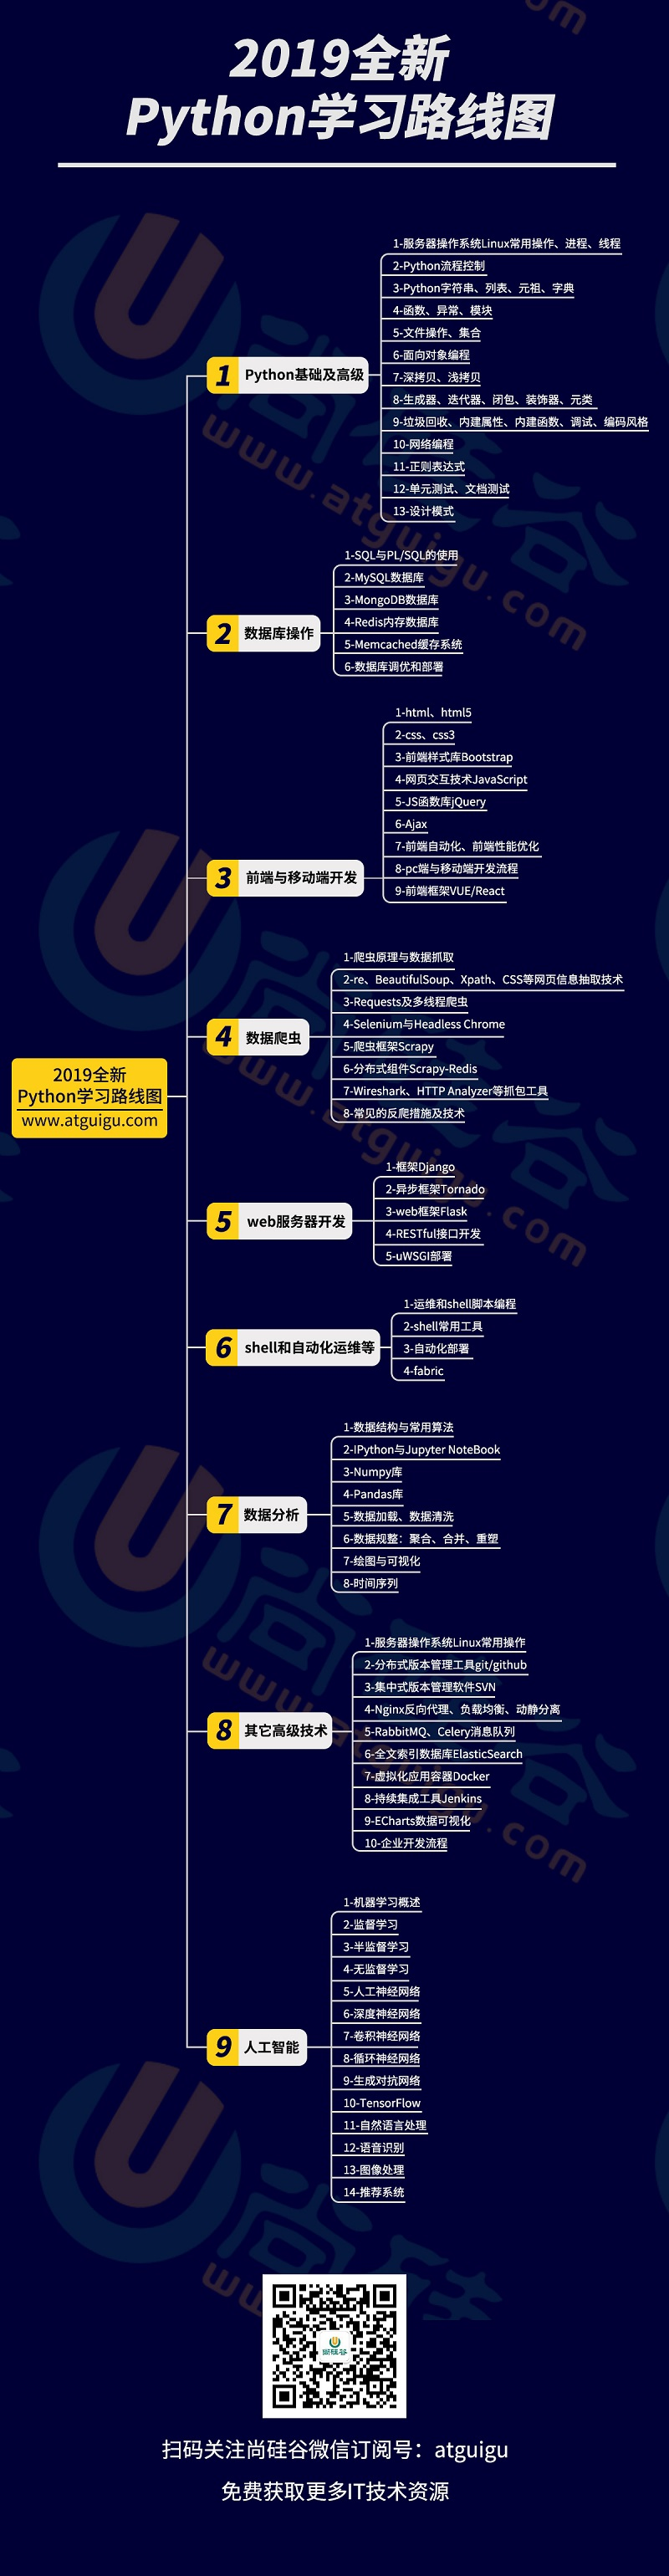 2019全新
Python学习路线图
1-服务器操作系统Linux常用操作、进程、线程
2-Python流程控制
3-Python字符串、列表、元祖、字典
4-函数、异常、模块
5-文件操作、集合
6-面向对象编程
1 Python基础及高级
7-深拷贝、浅拷贝
8-生成器、迭代器、闭包、装饰器、元类
9-垃圾回收、内建属性、内建函数、调试、编码风格
10-网络编程
11-正则表达式
12-单元测试、文档测试
13-设计模式
1-SQL与PL/SQL的使用
2-MySQL数据库
3-MongoDB数据库
4-Redis内存数据库
2 数据库操作
5-Memcached缓存系统
6-数据库调优和部署
1-html、html5
2-css、css3
3-前端样式库Bootstrap
4-网页交互技术JavaScript
5-JS函数库jQuery
6-Ajax
7-前端自动化、前端性能优化
8-pc端与移动端开发流程
3 前端与移动端开发
9-前端框架VUE/React
1-爬虫原理与数据抓取
2-re、BeautifulSoup、Xpath、CSS等网页信息抽取技术
3-Requests及多线程爬虫
4-Selenium与Headless Chrome
4 数据爬虫
5-爬虫框架Scrapy
6-分布式组件Scrapy-Redis
7-Wireshark、HTTP Analyzer等抓包工具
8-常见的反爬措施及技术
2019全新
Python学习路线图
www.atguigu.com
1-框架Django
2-异步框架Tornado
3-web框架Flask
5 web服务器开发
4-RESTful接口开发
5-uWSGI部署
1-运维和shell脚本编程
2-shell常用工具
6 shell和自动化运维等
3-自动化部署
4-fabric
1-数据结构与常用算法
2-IPython与Jupyter NoteBook
3-Numpy库
4-Pandas库
7 数据分析
5-数据加载、数据清洗
6-数据规整：聚合、合并、重塑
7-绘图与可视化
8-时间序列
1-服务器操作系统Linux常用操作
2-分布式版本管理工具git/github
3-集中式版本管理软件SVN
4-Nginx反向代理、负载均衡、动静分离
5-RabbitMQ、Celery消息队列
8 其它高级技术
6-全文索引数据库ElasticSearch
7-虚拟化应用容器Docker
8-持续集成工具Jenkins
9-ECharts数据可视化
10-企业开发流程
1-机器学习概述
2-监督学习
3-半监督学习
4-无监督学习
5-人工神经网络
6-深度神经网络
7-卷积神经网络
9 人工智能
8-循环神经网络
9-生成对抗网络
10-TensorFlow
11-自然语言处理
12-语音识别
13-图像处理
14-推荐系统
尚硅谷
扫码关注尚硅谷微信订阅号：atguigu
免费获取更多IT技术资源